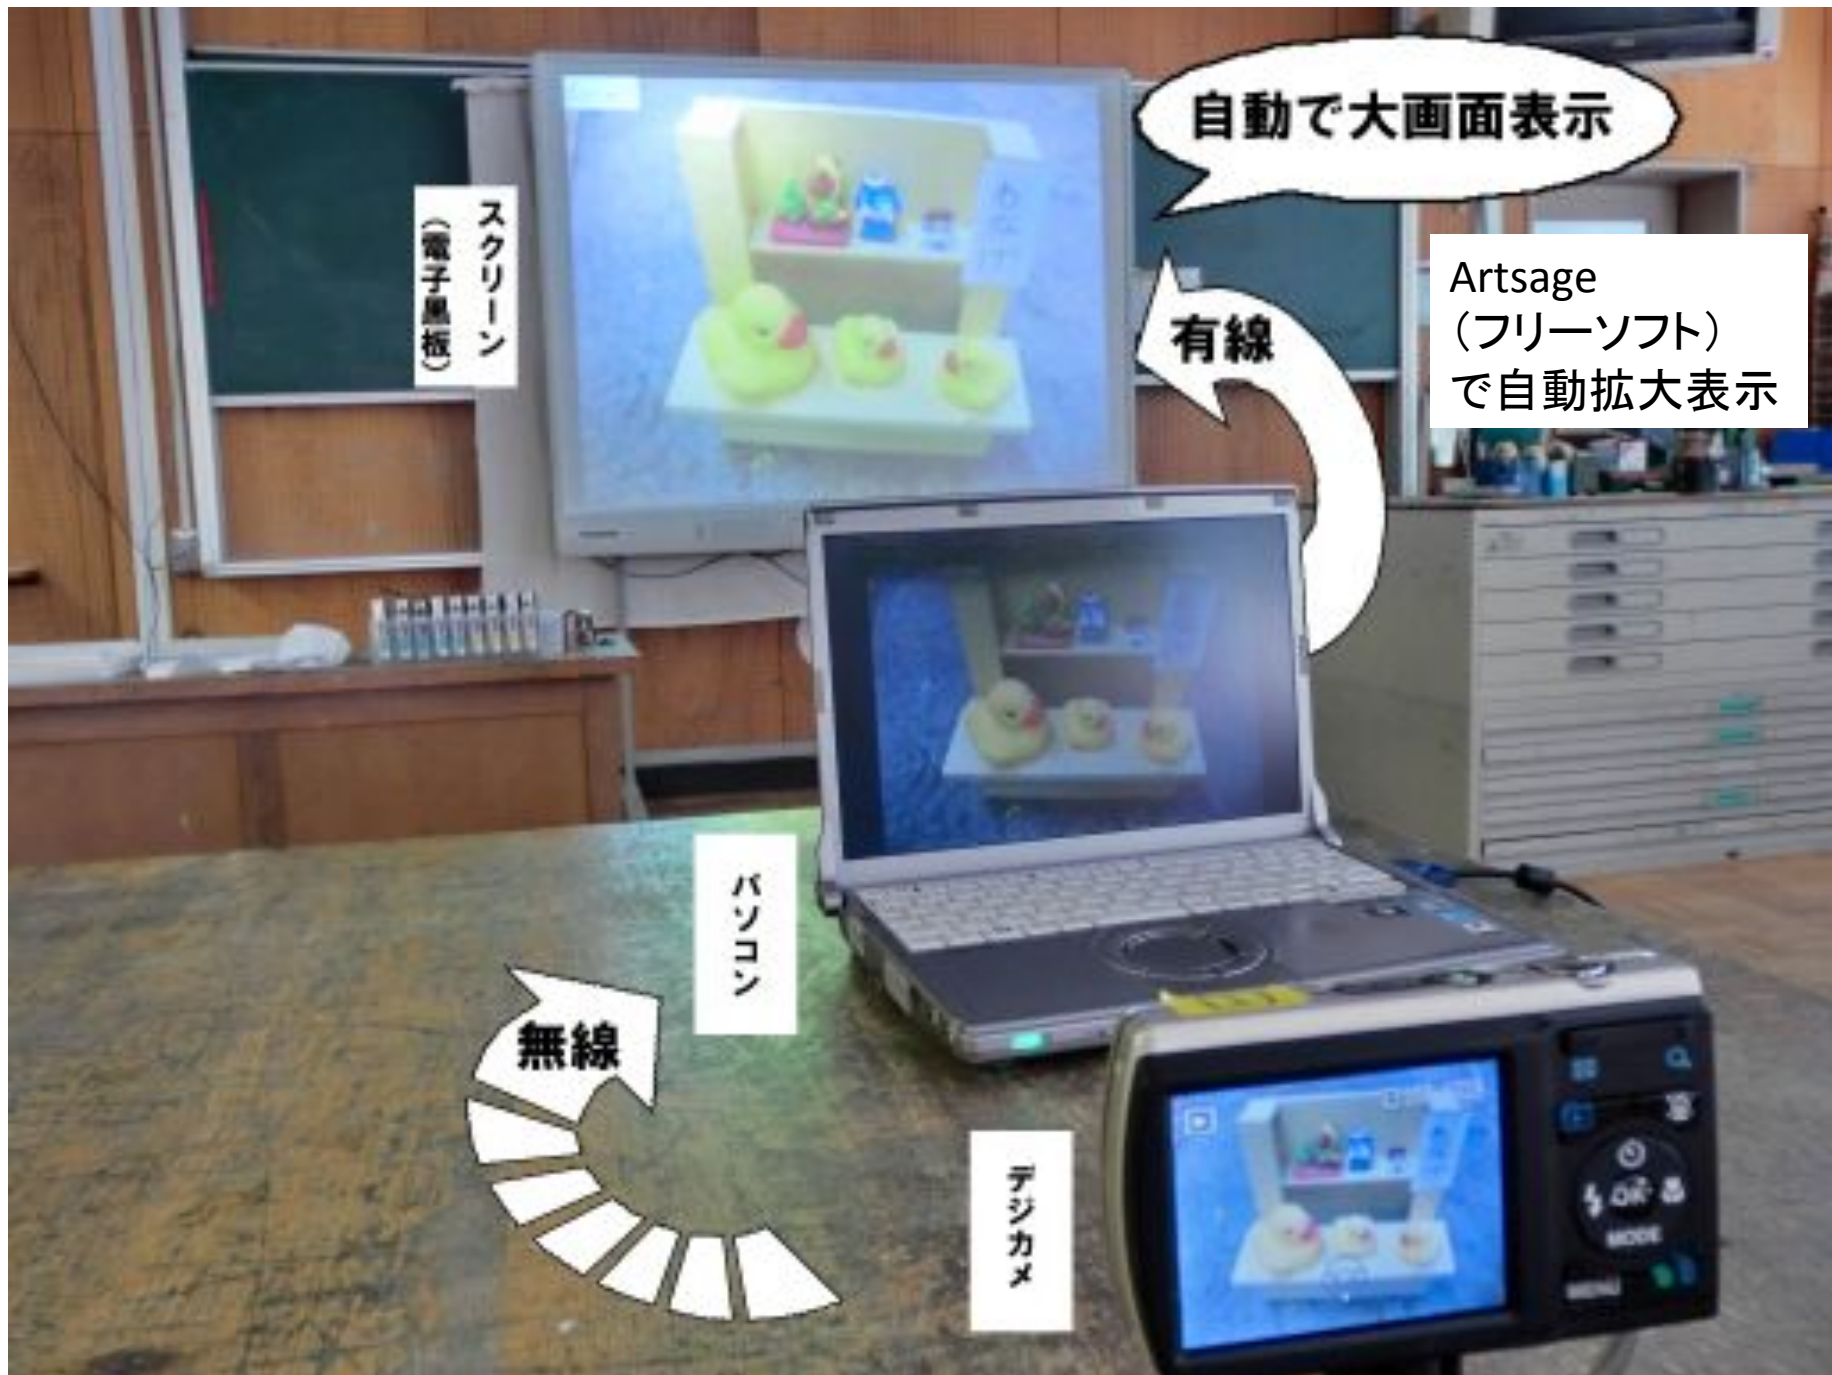 自動で大画面表示
スクリーン
（電子黒板）
Artsage
（フリーソフト）
で自動拡大表示
有線
パソコン
無線
デジカメ
OK
MODE
MENU